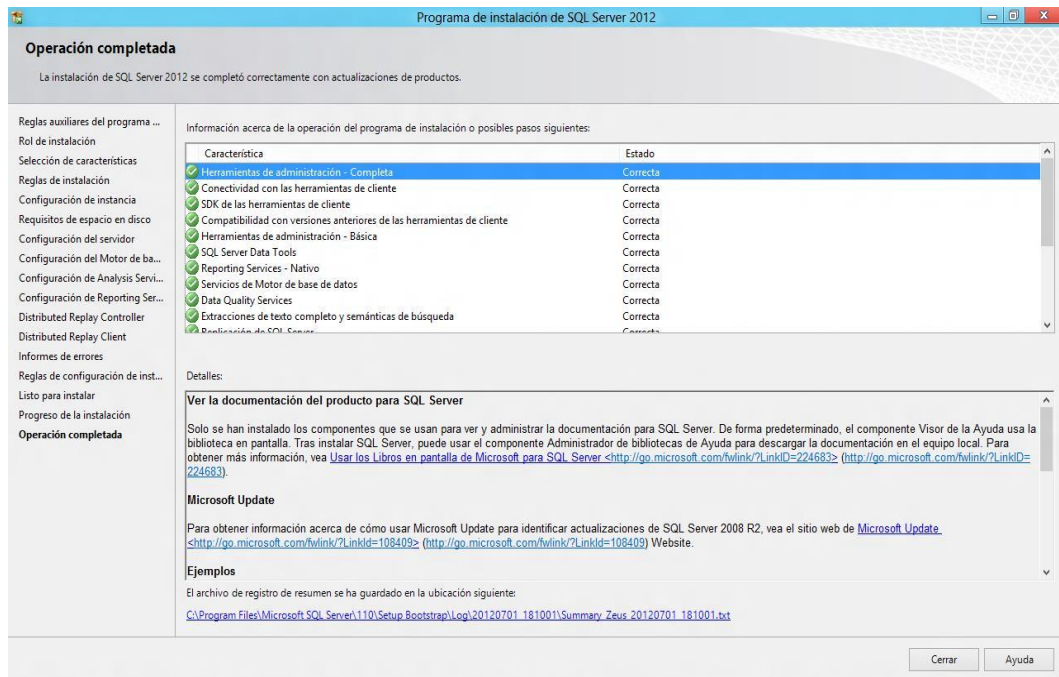 Programa de instalación de SQL Server 2012
Operación completada
La instalación de SQL Server 2012 se completó correctamente con actualizaciones de productos.
Reglas auxiliares del programa ...
Rol de instalación
Selección de características
Reglas de instalación
Configuración de instancia
Requisitos de espacio en disco
Configuración del servidor
Configuración del Motor de ba...
Configuración de Analysis Servi...
Configuración de Reporting Ser...
Distributed Replay Controller
Distributed Replay Client
Informes de errores
Reglas de configuración de inst...
Listo para instalar
Progreso de la instalación
Operación completada
Información acerca de la operación del programa de instalación o posibles pasos siguientes:
Característica Estado
Herramientas de administración - Completa Correcta
Conectividad con las herramientas de cliente Correcta
SDK de las herramientas de cliente Correcta
Compatibilidad con versiones anteriores de las herramientas de cliente Correcta
Herramientas de administración - Básica Correcta
SQL Server Data Tools Correcta
Reporting Services - Nativo Correcta
Servicios de Motor de base de datos Correcta
Data Quality Services Correcta
Extracciones de texto completo y semánticas de búsqueda Correcta
Replicación de SQL Server Correcta
Detalles:
Ver la documentación del producto para SQL Server
Solo se han instalado los componentes que se usan para ver y administrar la documentación para SQL Server. De forma predeterminado, el componente Visor de la Ayuda usa la
biblioteca en pantalla. Tras instalar SQL Server, puede usar el componente Administrador de bibliotecas de Ayuda para descargar la documentación en el equipo local. Para
obtener más información, vea Usar los Libros en pantalla de Microsoft para SQL Server <http://go.microsoft.com/fwlink/?LinkID=224683> (http://go.microsoft.com/fwlink/?LinkID=
224683).
Microsoft Update
Para obtener información acerca de cómo usar Microsoft Update para identificar actualizaciones de SQL Server 2008 R2, vea el sitio web de Microsoft Update
<http://go.microsoft.com/fwlink/?LinkId=108409> (http://go.microsoft.com/fwlink/?LinkId=108409) Website.
Ejemplos
El archivo de registro de resumen se ha guardado en la ubicación siguiente:
C:\Program Files\Microsoft SQL Server\110\Setup Bootstrap\Log\20120701_181001\Summary_Zeus_20120701_181001.txt
Cerrar Ayuda